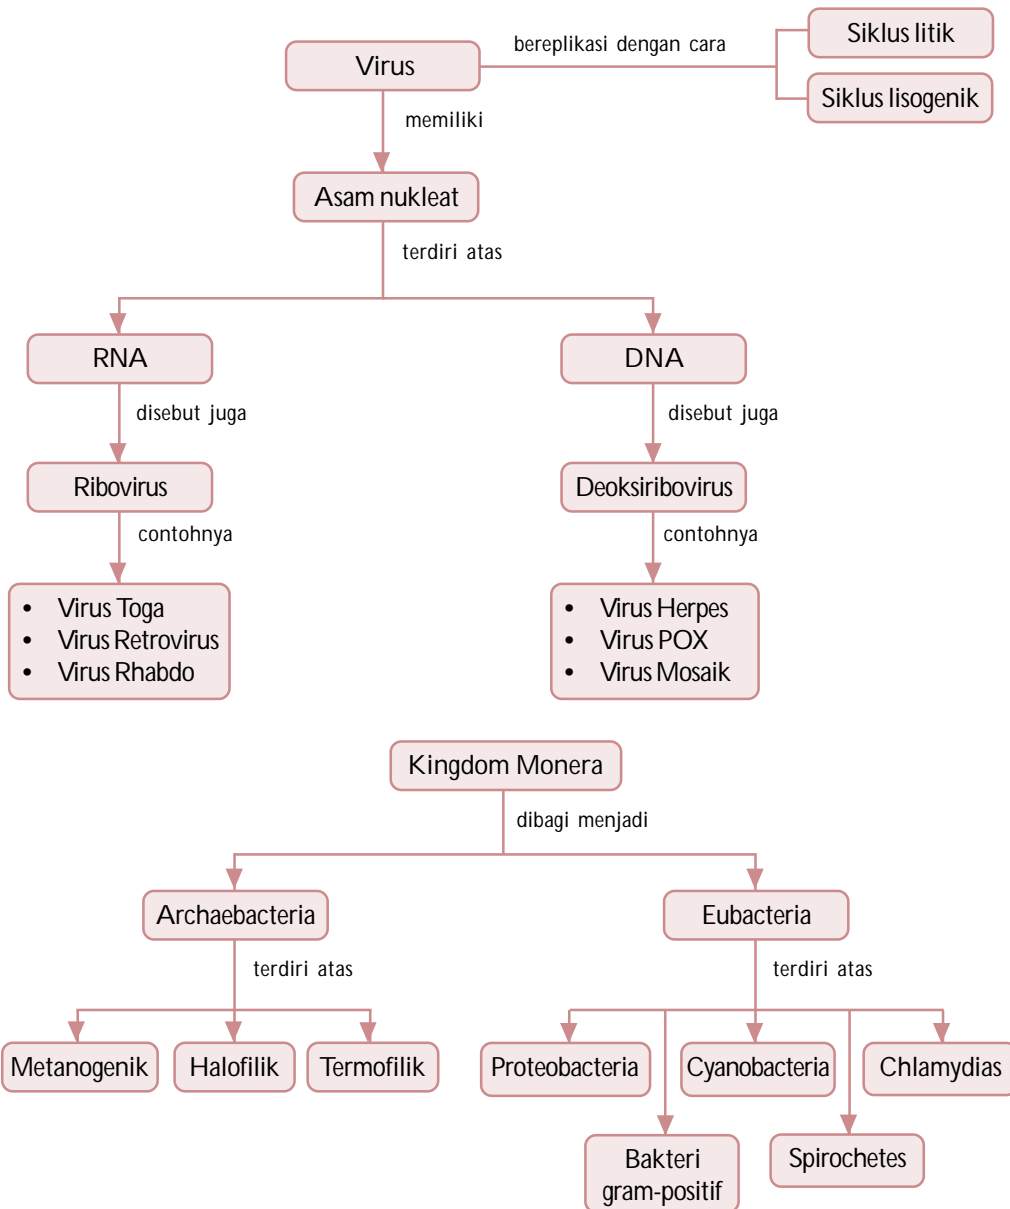 Siklus litik
bereplikasi dengan cara
Virus
Siklus lisogenik
memiliki
Asam nukleat
terdiri atas
RNA
DNA
disebut juga
disebut juga
Ribovirus
Deoksiribovirus
contohnya
contohnya
• Virus Toga
• Virus Retrovirus
• Virus Rhabdo
• Virus Herpes
• Virus POX
• Virus Mosaik
Kingdom Monera
dibagi menjadi
Archaebacteria
Eubacteria
terdiri atas
terdiri atas
Metanogenik
Halofilik
Termofilik
Proteobacteria
Cyanobacteria
Chlamydias
Bakteri
gram-positif
Spirochetes